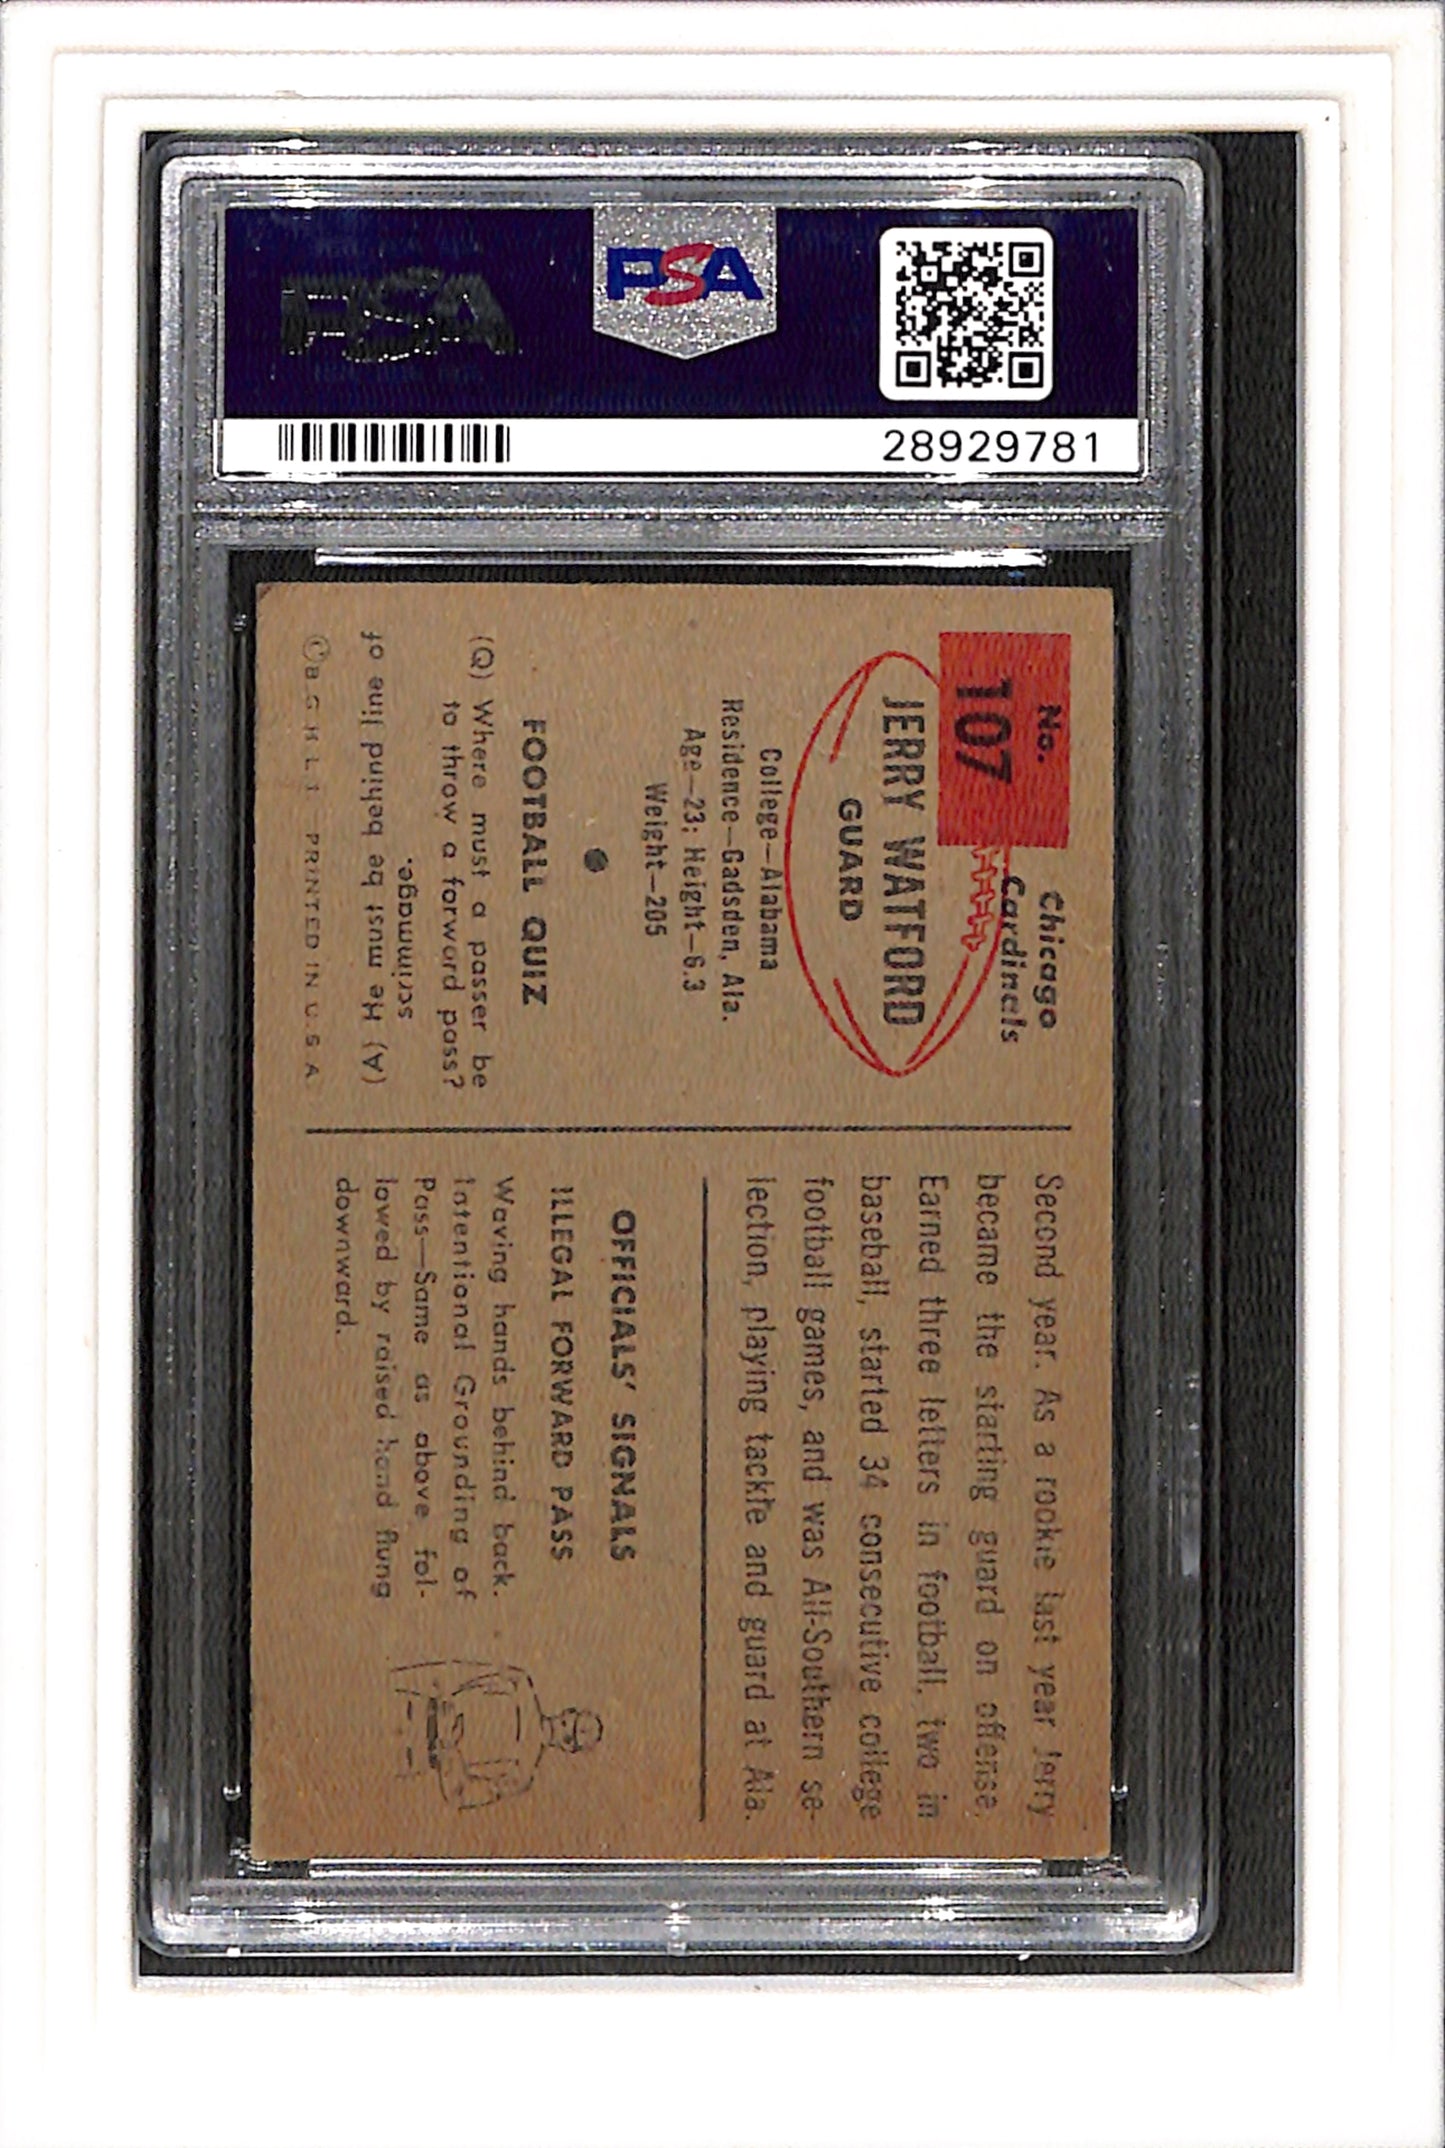 PSA
PSA
28929781
No.
107
Chicago
Cardinals
JERRY WATFORD
GUARD
College—Alabama
Residence—Gadsden, Ala.
Age—23; Height—6.3
Weight—205
FOOTBALL QUIZ
(Q) Where must a passer be
to throw a forward pass?
(A) He must be behind line of
scrimmage.
© B. G. H. L. I. PRINTED IN U. S. A.
Second year. As a rookie last year Jerry
became the starting guard on offense.
Earned three letters in football, two in
baseball, started 34 consecutive college
football games, and was All-Southern se-
lection, playing tackle and guard at Ala.
OFFICIALS' SIGNALS
ILLEGAL FORWARD PASS
Waving hands behind back.
Intentional Grounding of
Pass—Same as above fol-
lowed by raised hand flung
downward.